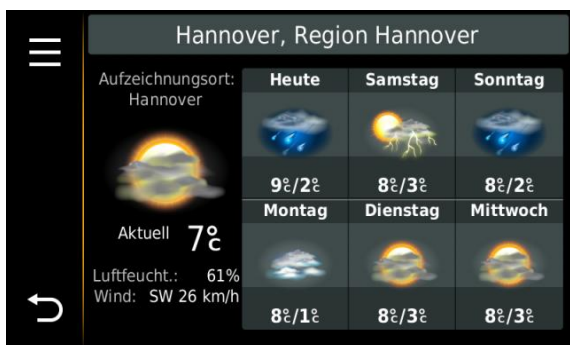 Hannover, Region Hannover
Aufzeichnungsort:
Hannover
Aktuell 7°C
Luftfeucht.: 61%
Wind: SW 26 km/h
Heute Samstag Sonntag
9°C/2°C 8°C/3°C 8°C/2°C
Montag Dienstag Mittwoch
8°C/1°C 8°C/3°C 8°C/3°C